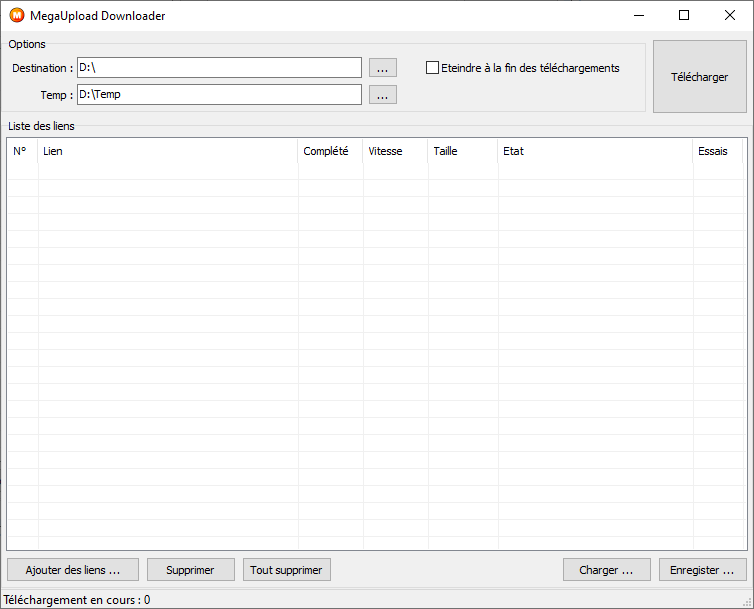 M MegaUpload Downloader
Options
Destination : D:\ ... Eteindre à la fin des téléchargements Télécharger
Temp : D:\Temp ...
Liste des liens
N° Lien Complété Vitesse Taille Etat Essais
Ajouter des liens ... Supprimer Tout supprimer Charger ... Enregister ...
Téléchargement en cours : 0